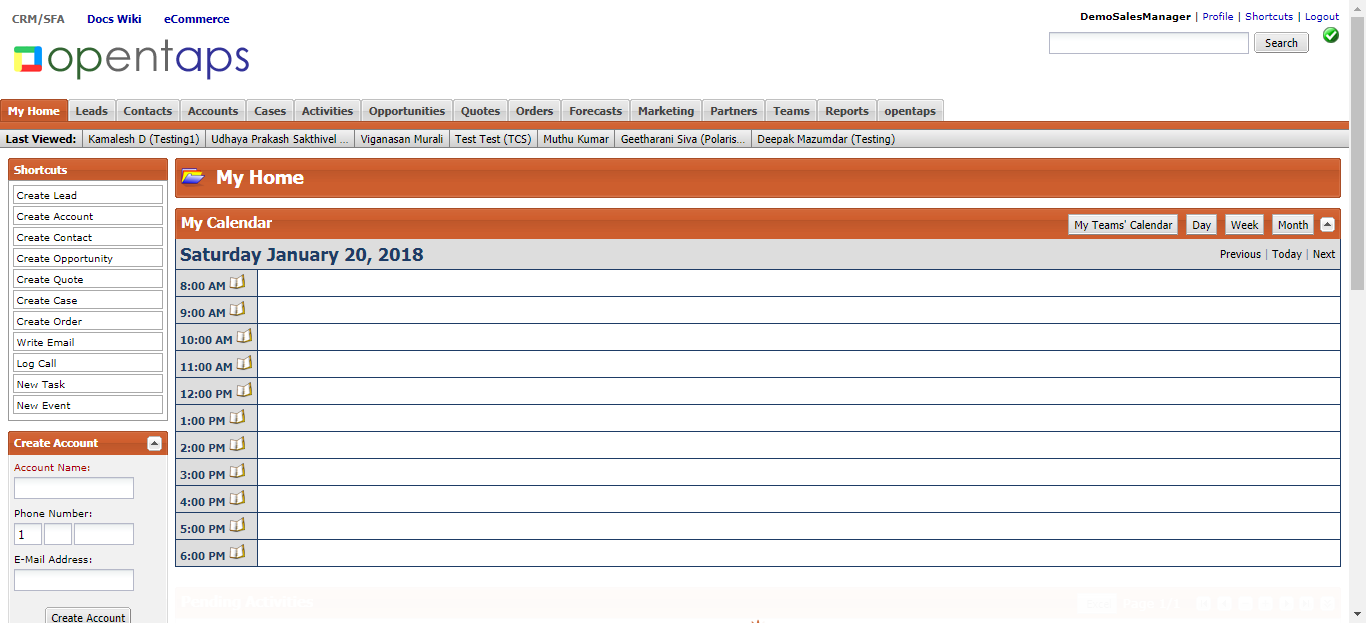 CRM/SFA Docs Wiki eCommerce
DemoSalesManager | Profile | Shortcuts | Logout
opentaps
Search
My Home Leads Contacts Accounts Cases Activities Opportunities Quotes Orders Forecasts Marketing Partners Teams Reports opentaps
Last Viewed: Kamalesh D (Testing1) Udhaya Prakash Sakthivel ... Viganasan Murali Test Test (TCS) Muthu Kumar Geetharani Siva (Polaris... Deepak Mazumdar (Testing)
Shortcuts
Create Lead
Create Account
Create Contact
Create Opportunity
Create Quote
Create Case
Create Order
Write Email
Log Call
New Task
New Event
Create Account
Account Name:
Phone Number:
1
E-Mail Address:
Create Account
My Home
My Calendar
My Teams' Calendar Day Week Month
Saturday January 20, 2018
Previous | Today | Next
8:00 AM
9:00 AM
10:00 AM
11:00 AM
12:00 PM
1:00 PM
2:00 PM
3:00 PM
4:00 PM
5:00 PM
6:00 PM
Pending Activities